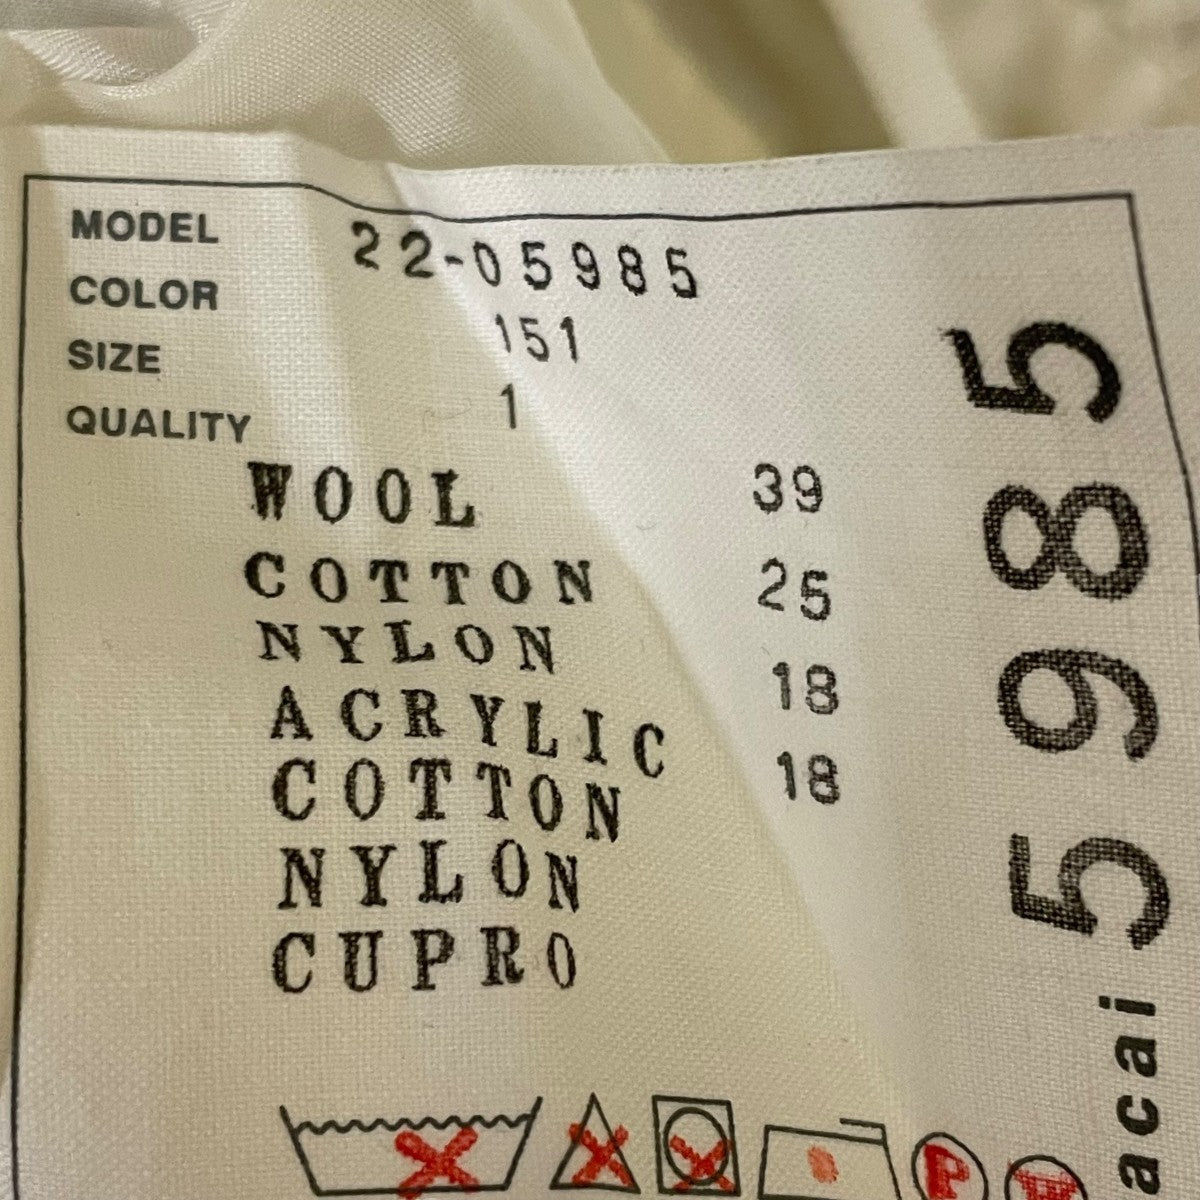 MODEL 22-05985
COLOR 151
SIZE 1
QUALITY
WOOL 39
COTTON 25
NYLON 18
ACRYLIC 18
COTTON
NYLON
CUPRO
P
acai 55985